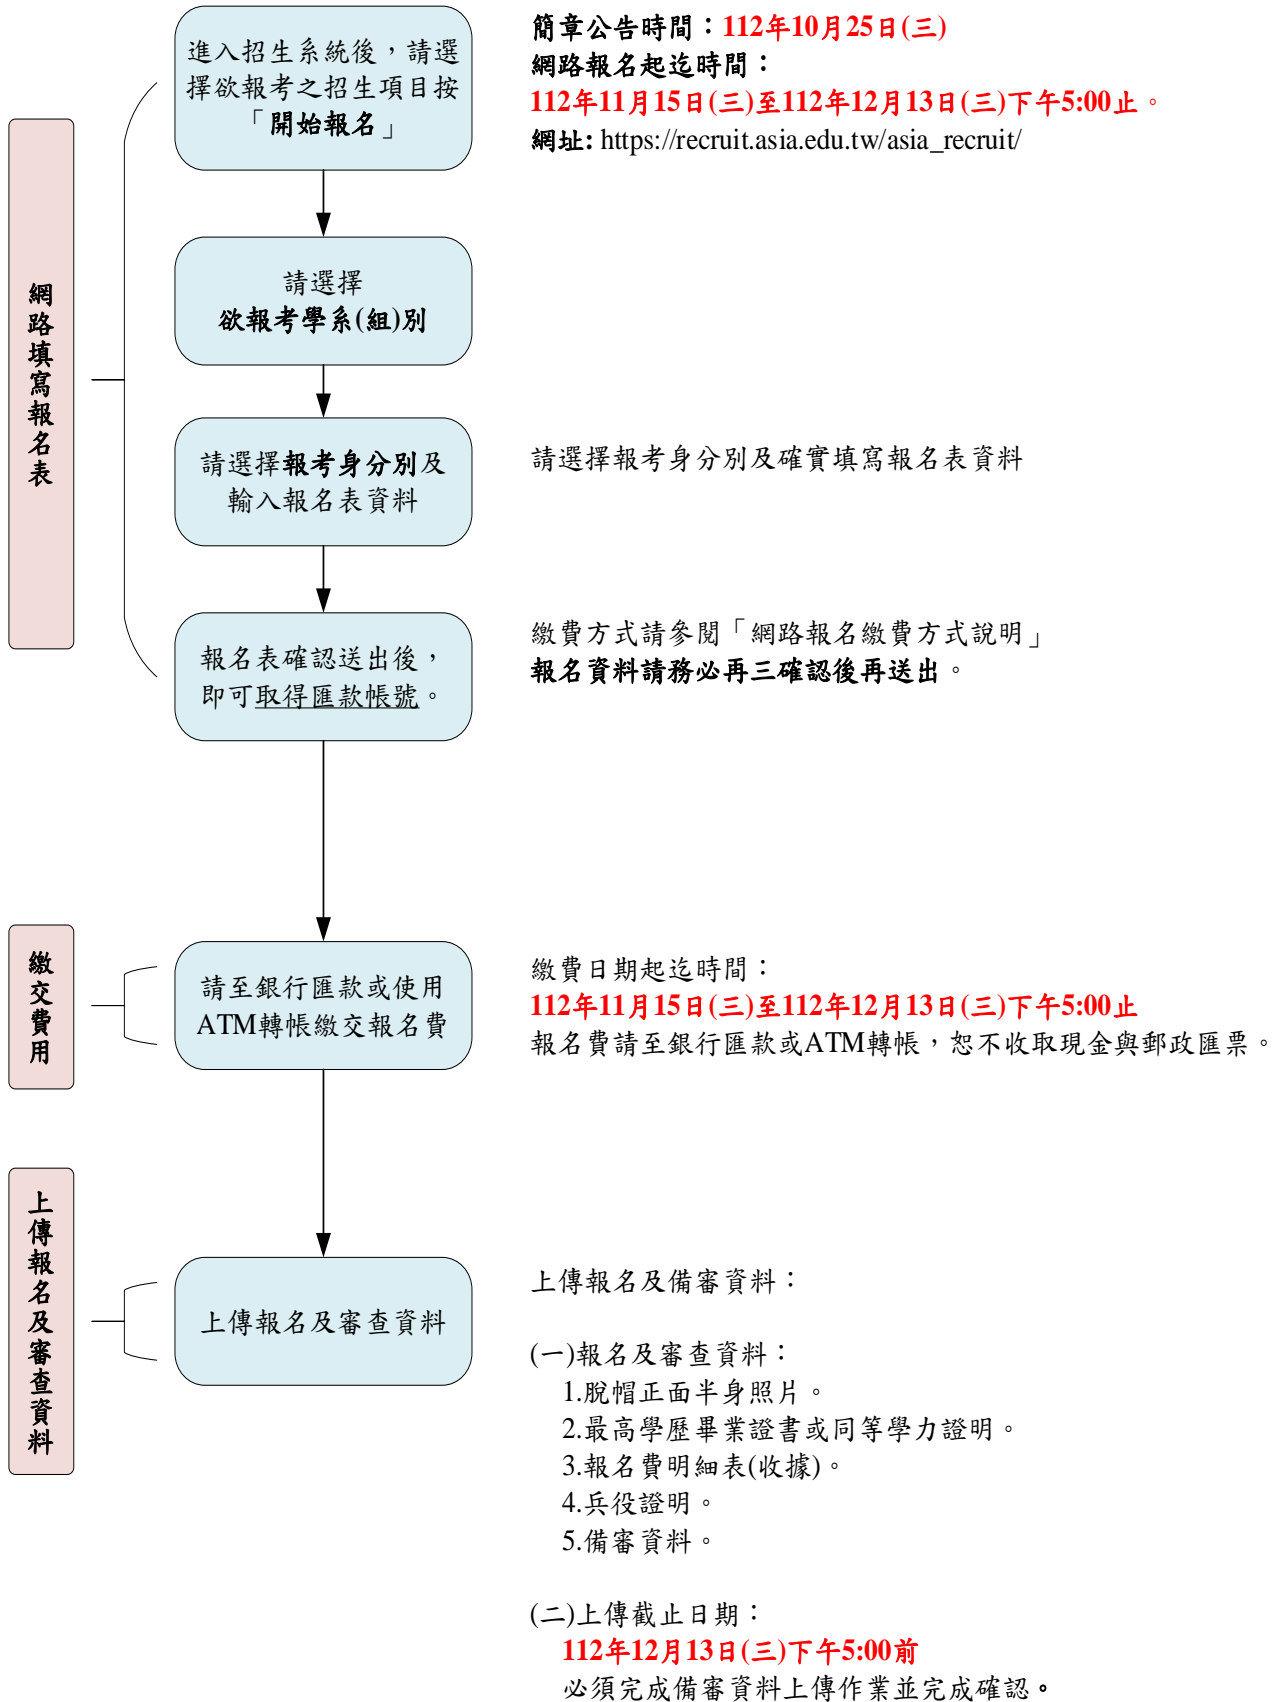 網路填寫報名表
進入招生系統後，請選
擇欲報考之招生項目按
「開始報名」
簡章公告時間：112年10月25日(三)
網路報名起迄時間：
112年11月15日(三)至112年12月13日(三)下午5:00止。
網址: https://recruit.asia.edu.tw/asia_recruit/
請選擇
欲報考學系(組)別
請選擇報考身分別及
輸入報名表資料
請選擇報考身分別及確實填寫報名表資料
報名表確認送出後，
即可取得匯款帳號。
繳費方式請參閱「網路報名繳費方式說明」
報名資料請務必再三確認後再送出。
繳交費用
請至銀行匯款或使用
ATM轉帳繳交報名費
繳費日期起迄時間：
112年11月15日(三)至112年12月13日(三)下午5:00止
報名費請至銀行匯款或ATM轉帳，恕不收取現金與郵政匯票。
上傳報名及審查資料
上傳報名及審查資料
上傳報名及備審資料：
(一)報名及審查資料：
1.脫帽正面半身照片。
2.最高學歷畢業證書或同等學力證明。
3.報名費明細表(收據)。
4.兵役證明。
5.備審資料。
(二)上傳截止日期：
112年12月13日(三)下午5:00前
必須完成備審資料上傳作業並完成確認。